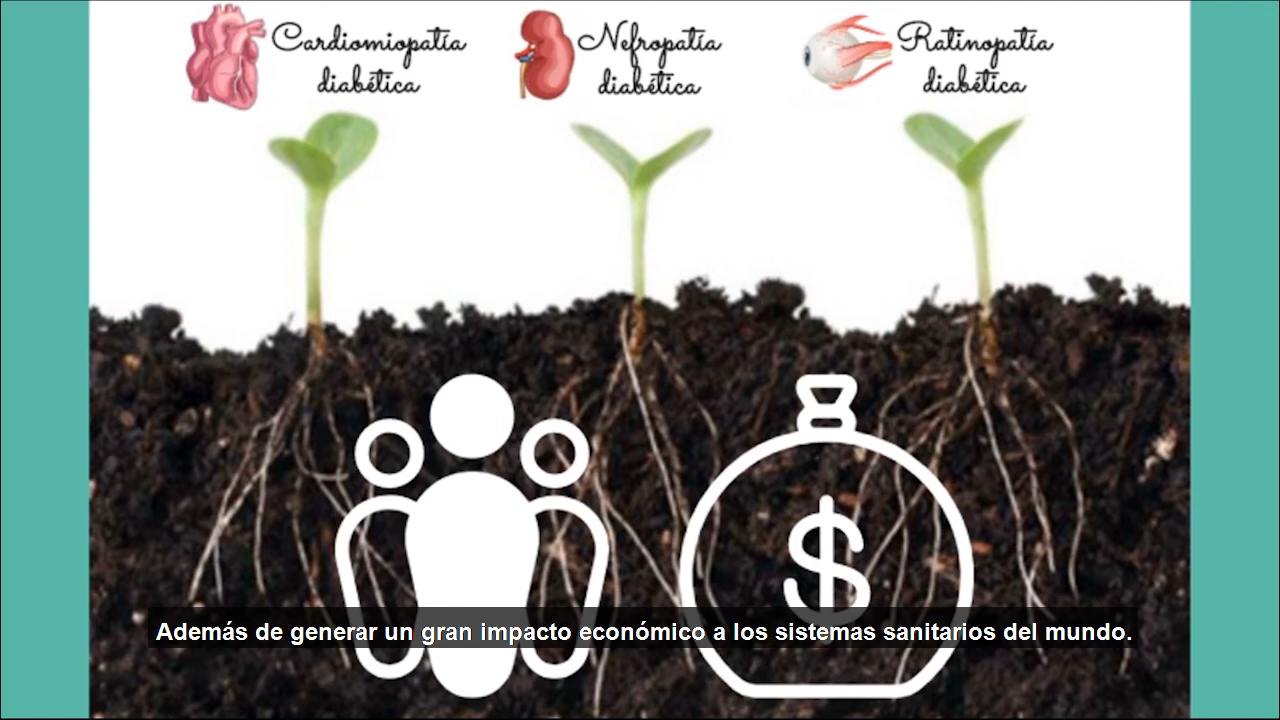 Cardiomiopatía
diabética
Nefropatía
diabética
Ratinopatía
diabética
$
Además de generar un gran impacto económico a los sistemas sanitarios del mundo.